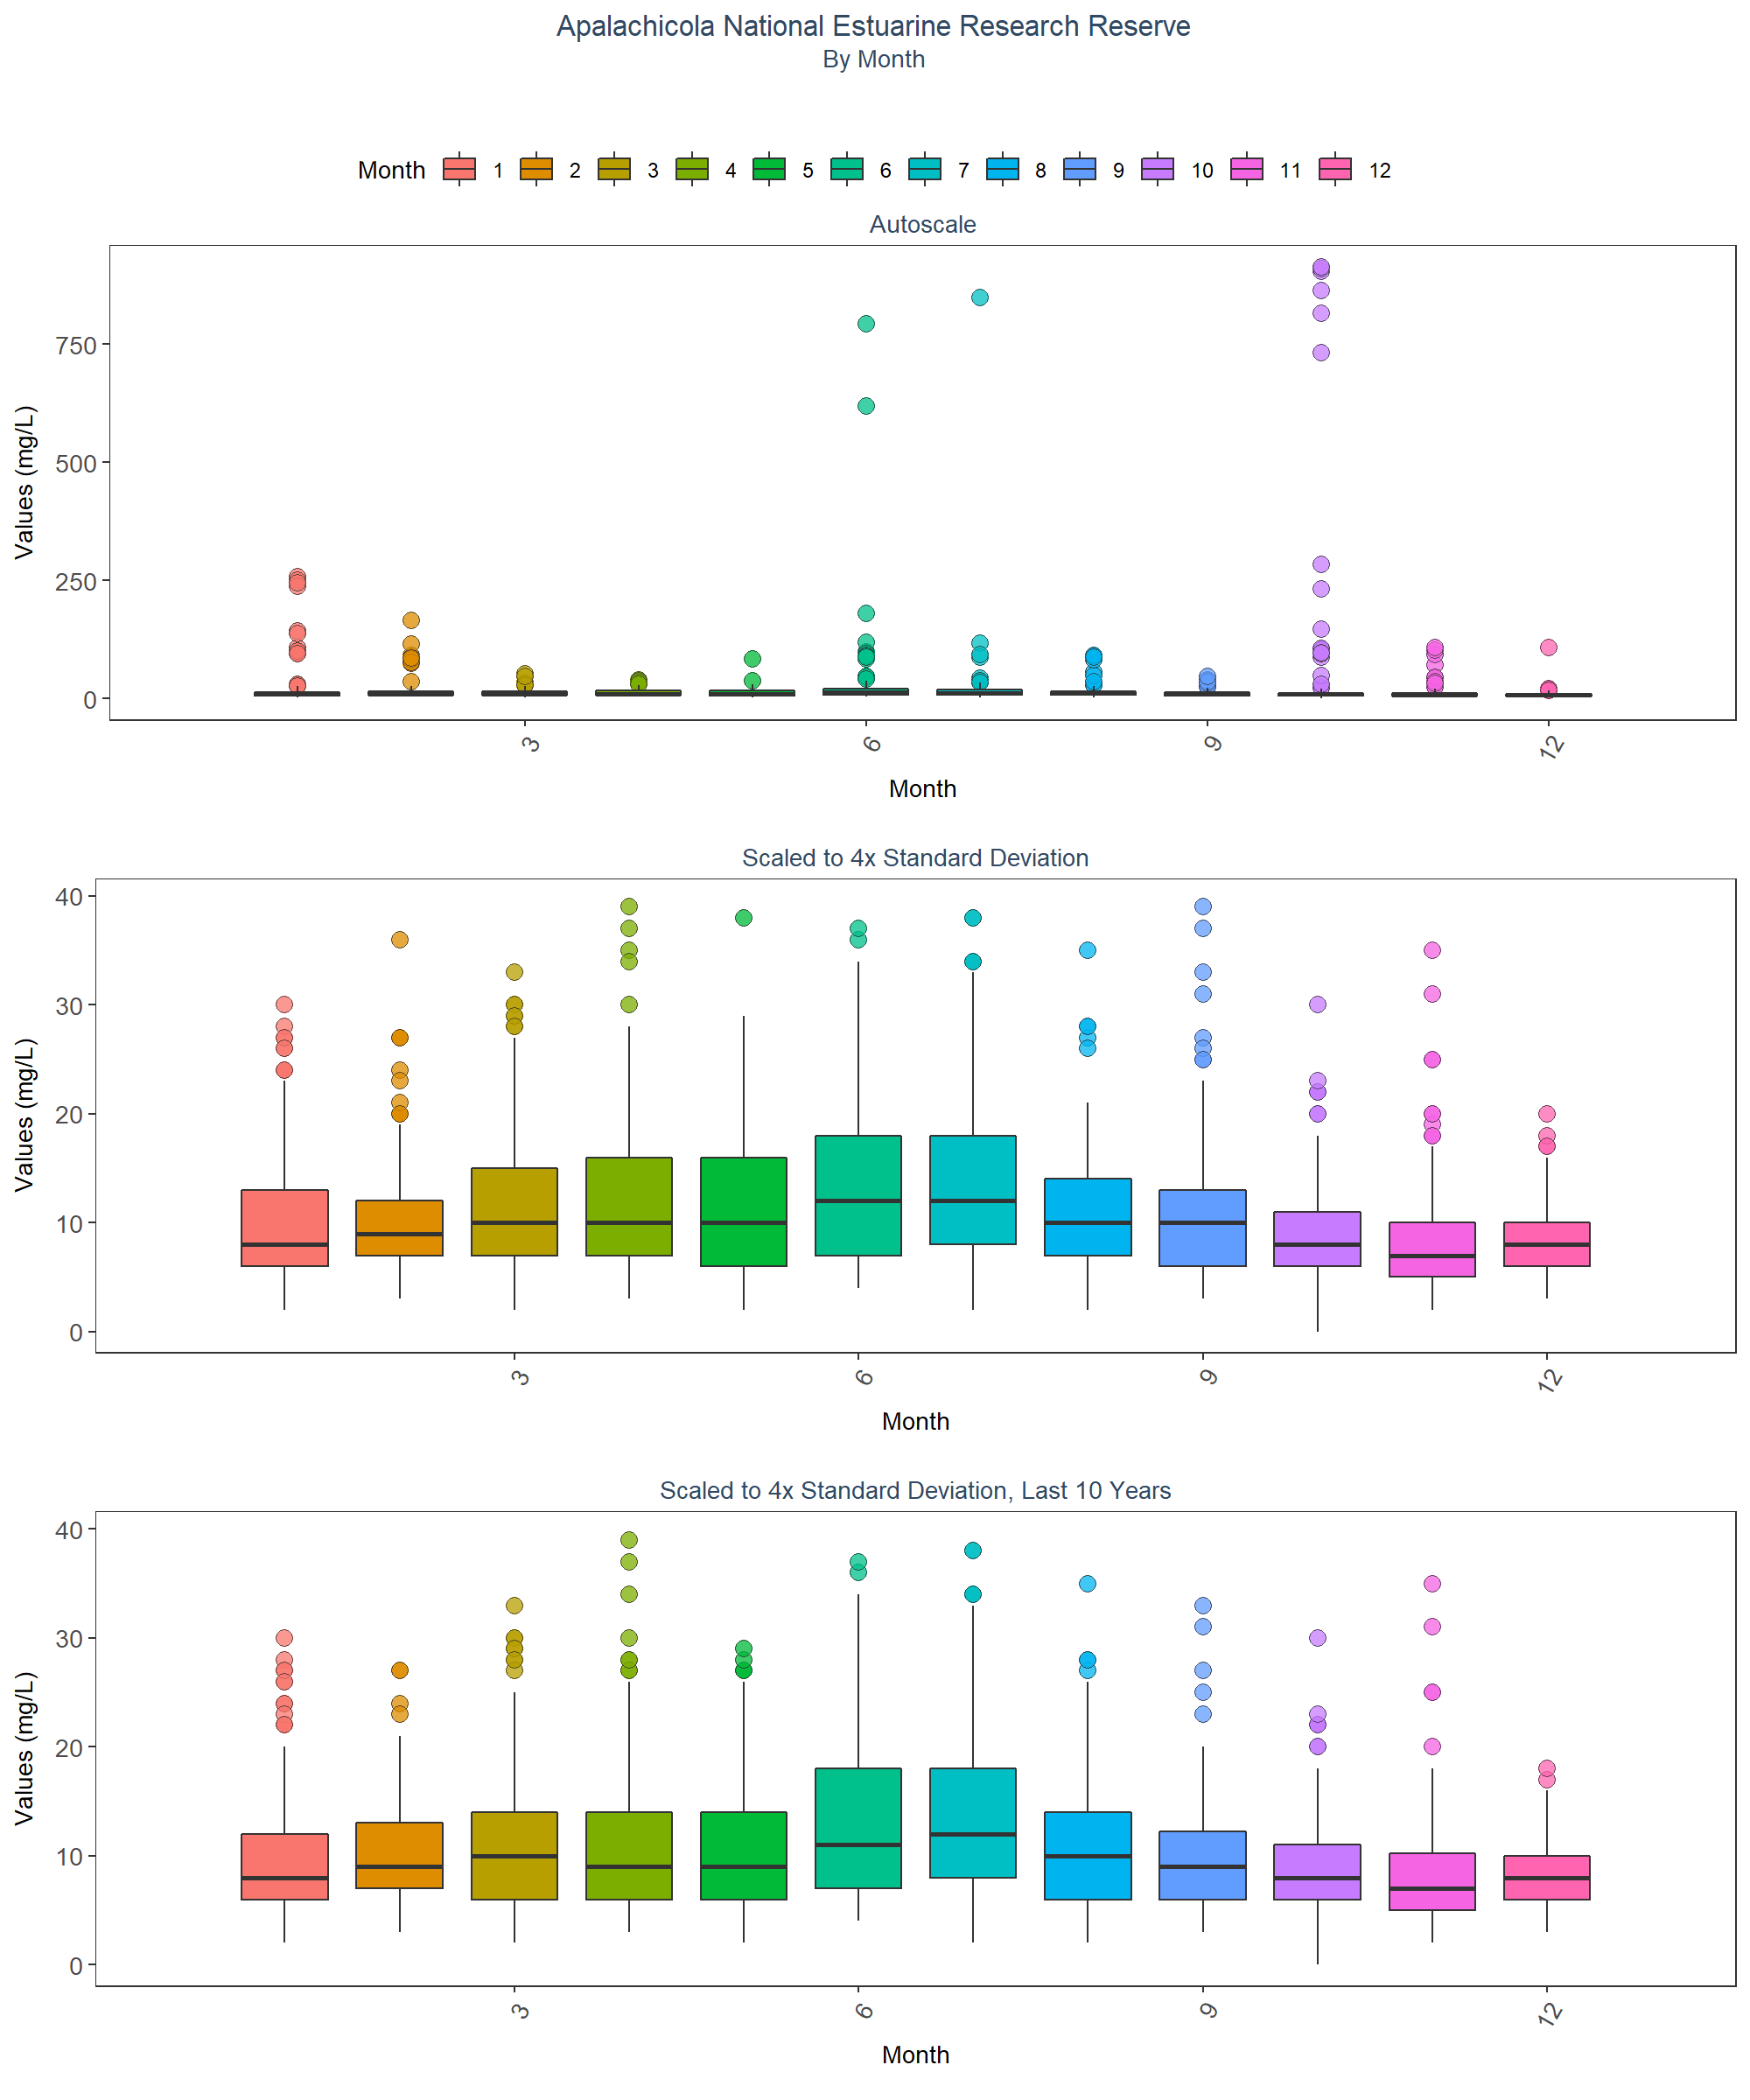 Apalachicola National Estuarine Research Reserve
By Month
Month 1 2 3 4 5 6 7 8 9 10 11 12
Autoscale
Values (mg/L)
750
500
250
0
3 6 9 12
Month
Scaled to 4x Standard Deviation
Values (mg/L)
40
30
20
10
0
3 6 9 12
Month
Scaled to 4x Standard Deviation, Last 10 Years
Values (mg/L)
40
30
20
10
0
3 6 9 12
Month